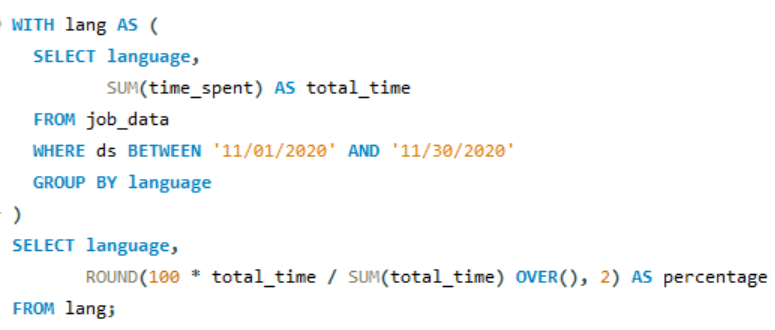 WITH lang AS (
SELECT language,
SUM(time_spent) AS total_time
FROM job_data
WHERE ds BETWEEN '11/01/2020' AND '11/30/2020'
GROUP BY language
)
SELECT language,
ROUND(100 * total_time / SUM(total_time) OVER(), 2) AS percentage
FROM lang;